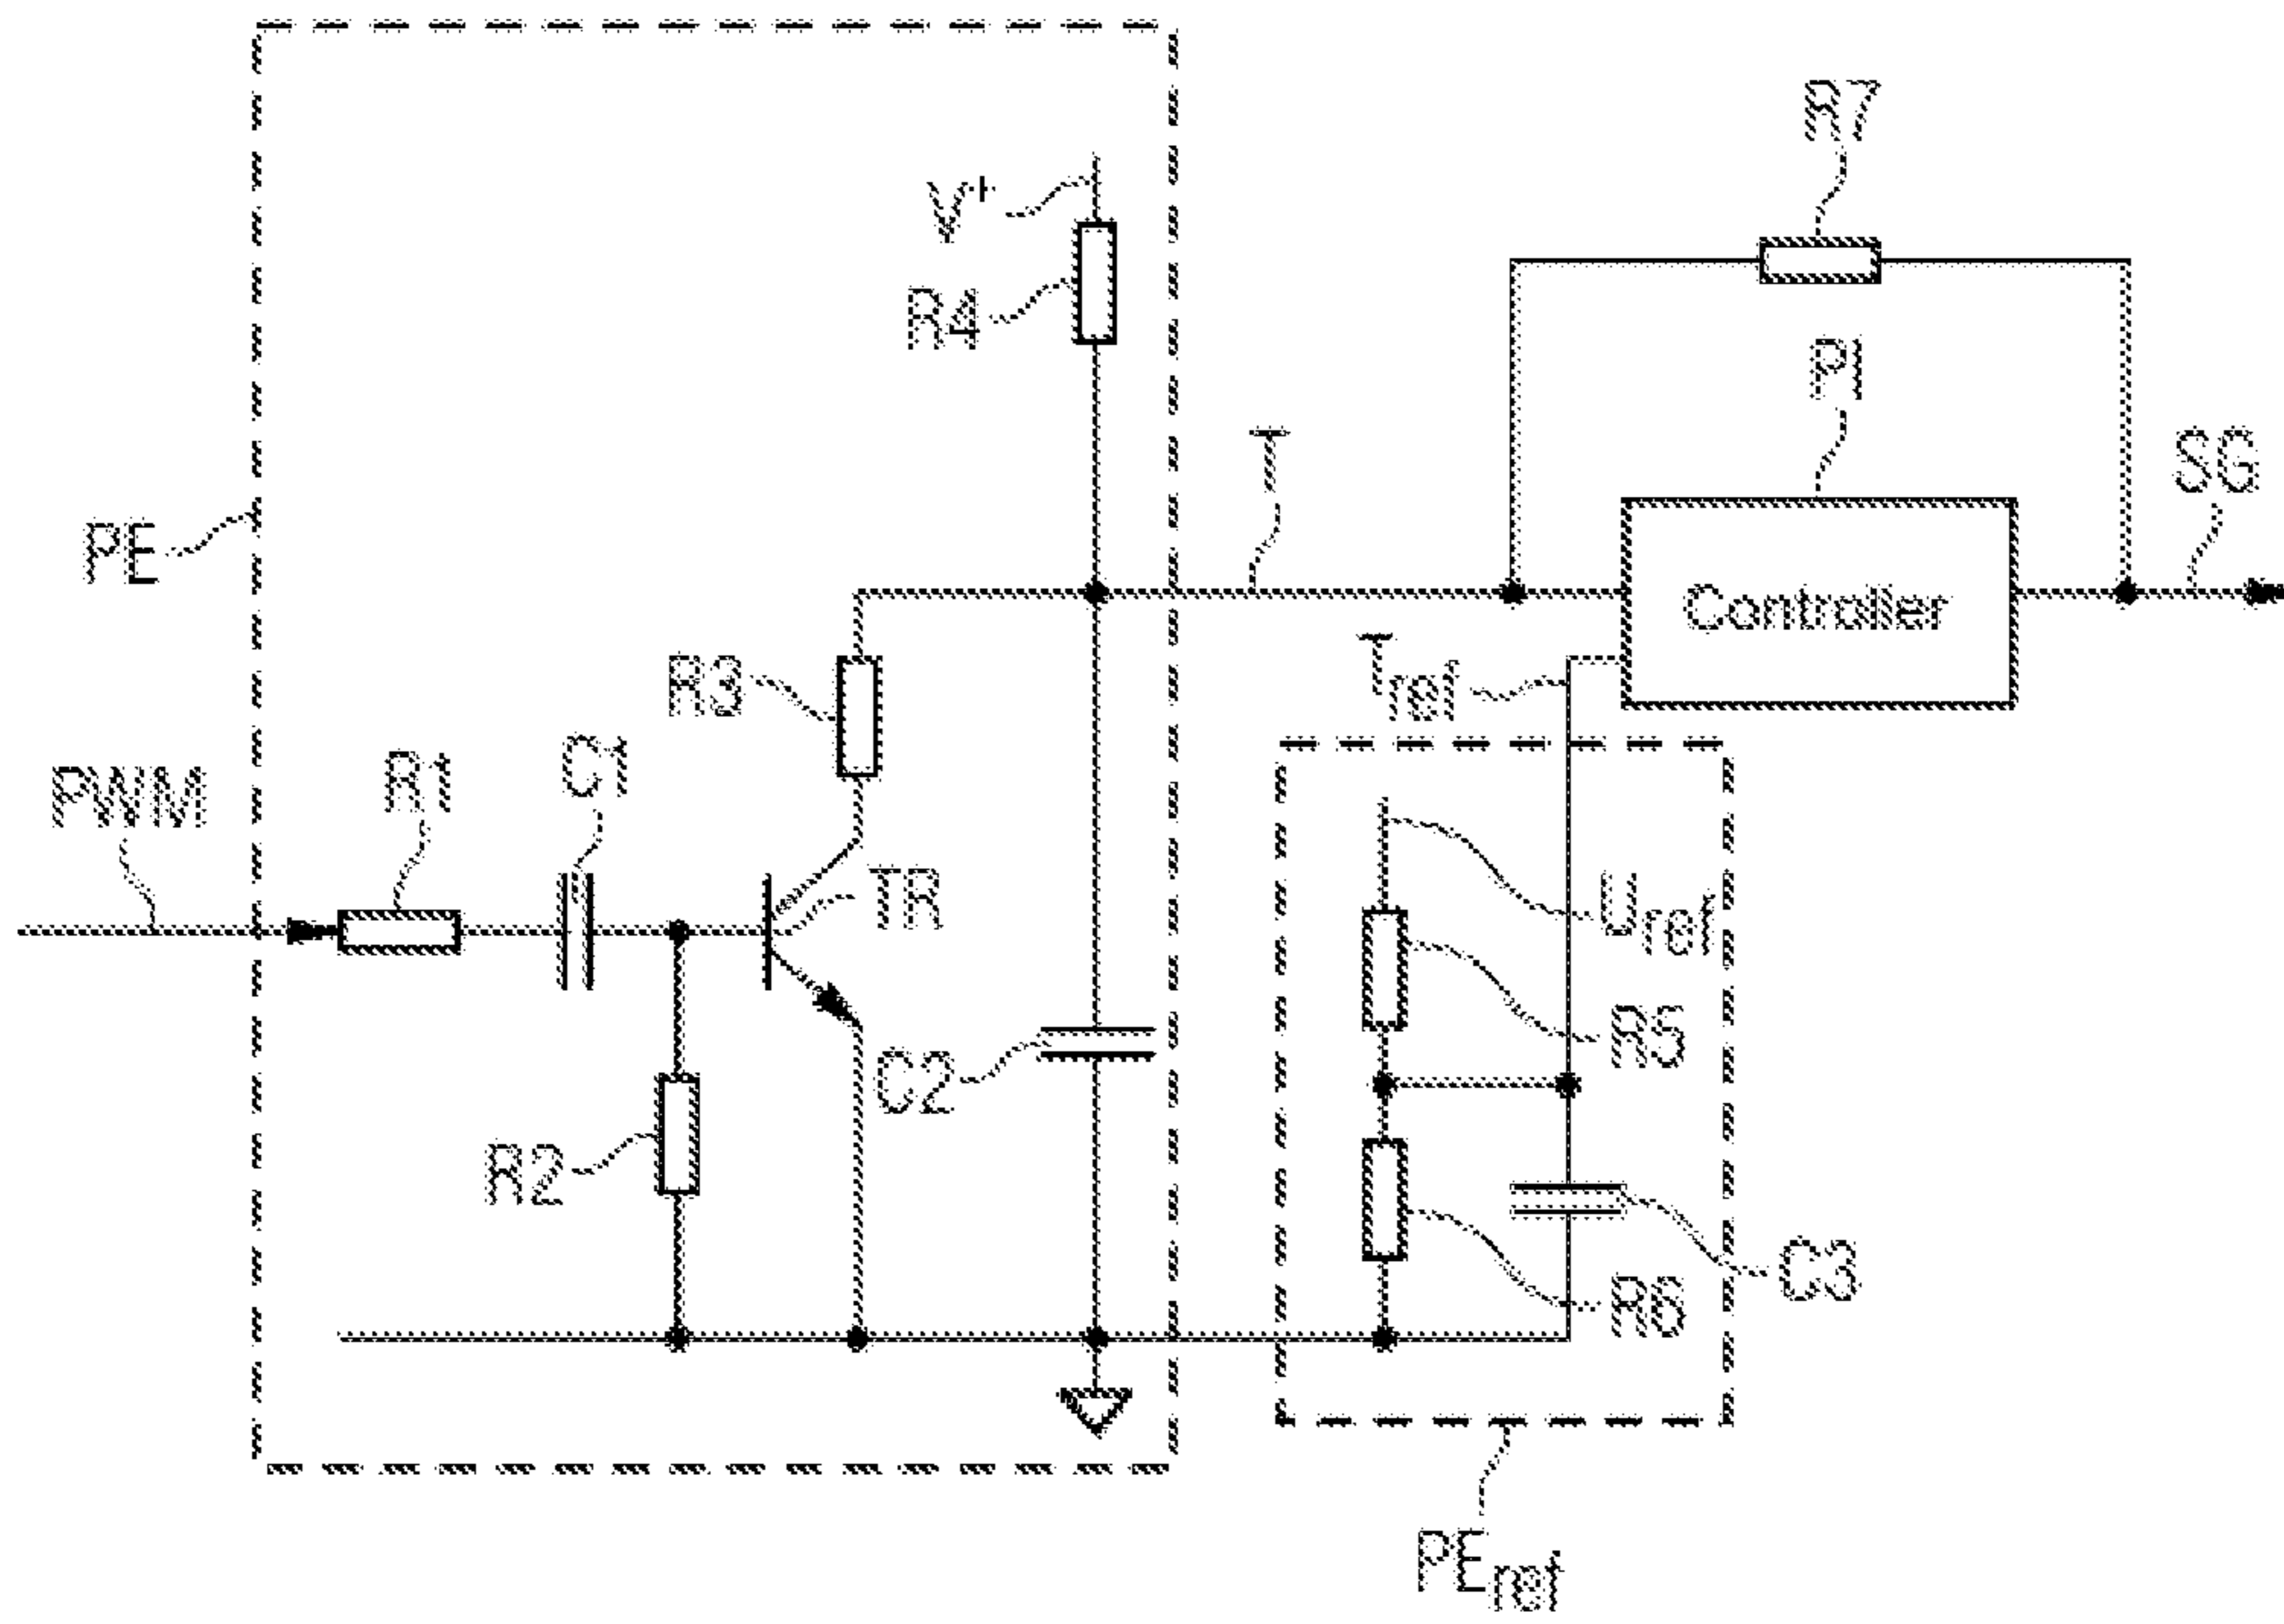 R7
V+
R4
PI
T
SG
PE
Controller
Tref
R3
C1
R1
PWM
TR
Uref
R5
C2
R2
C3
R6
PEref